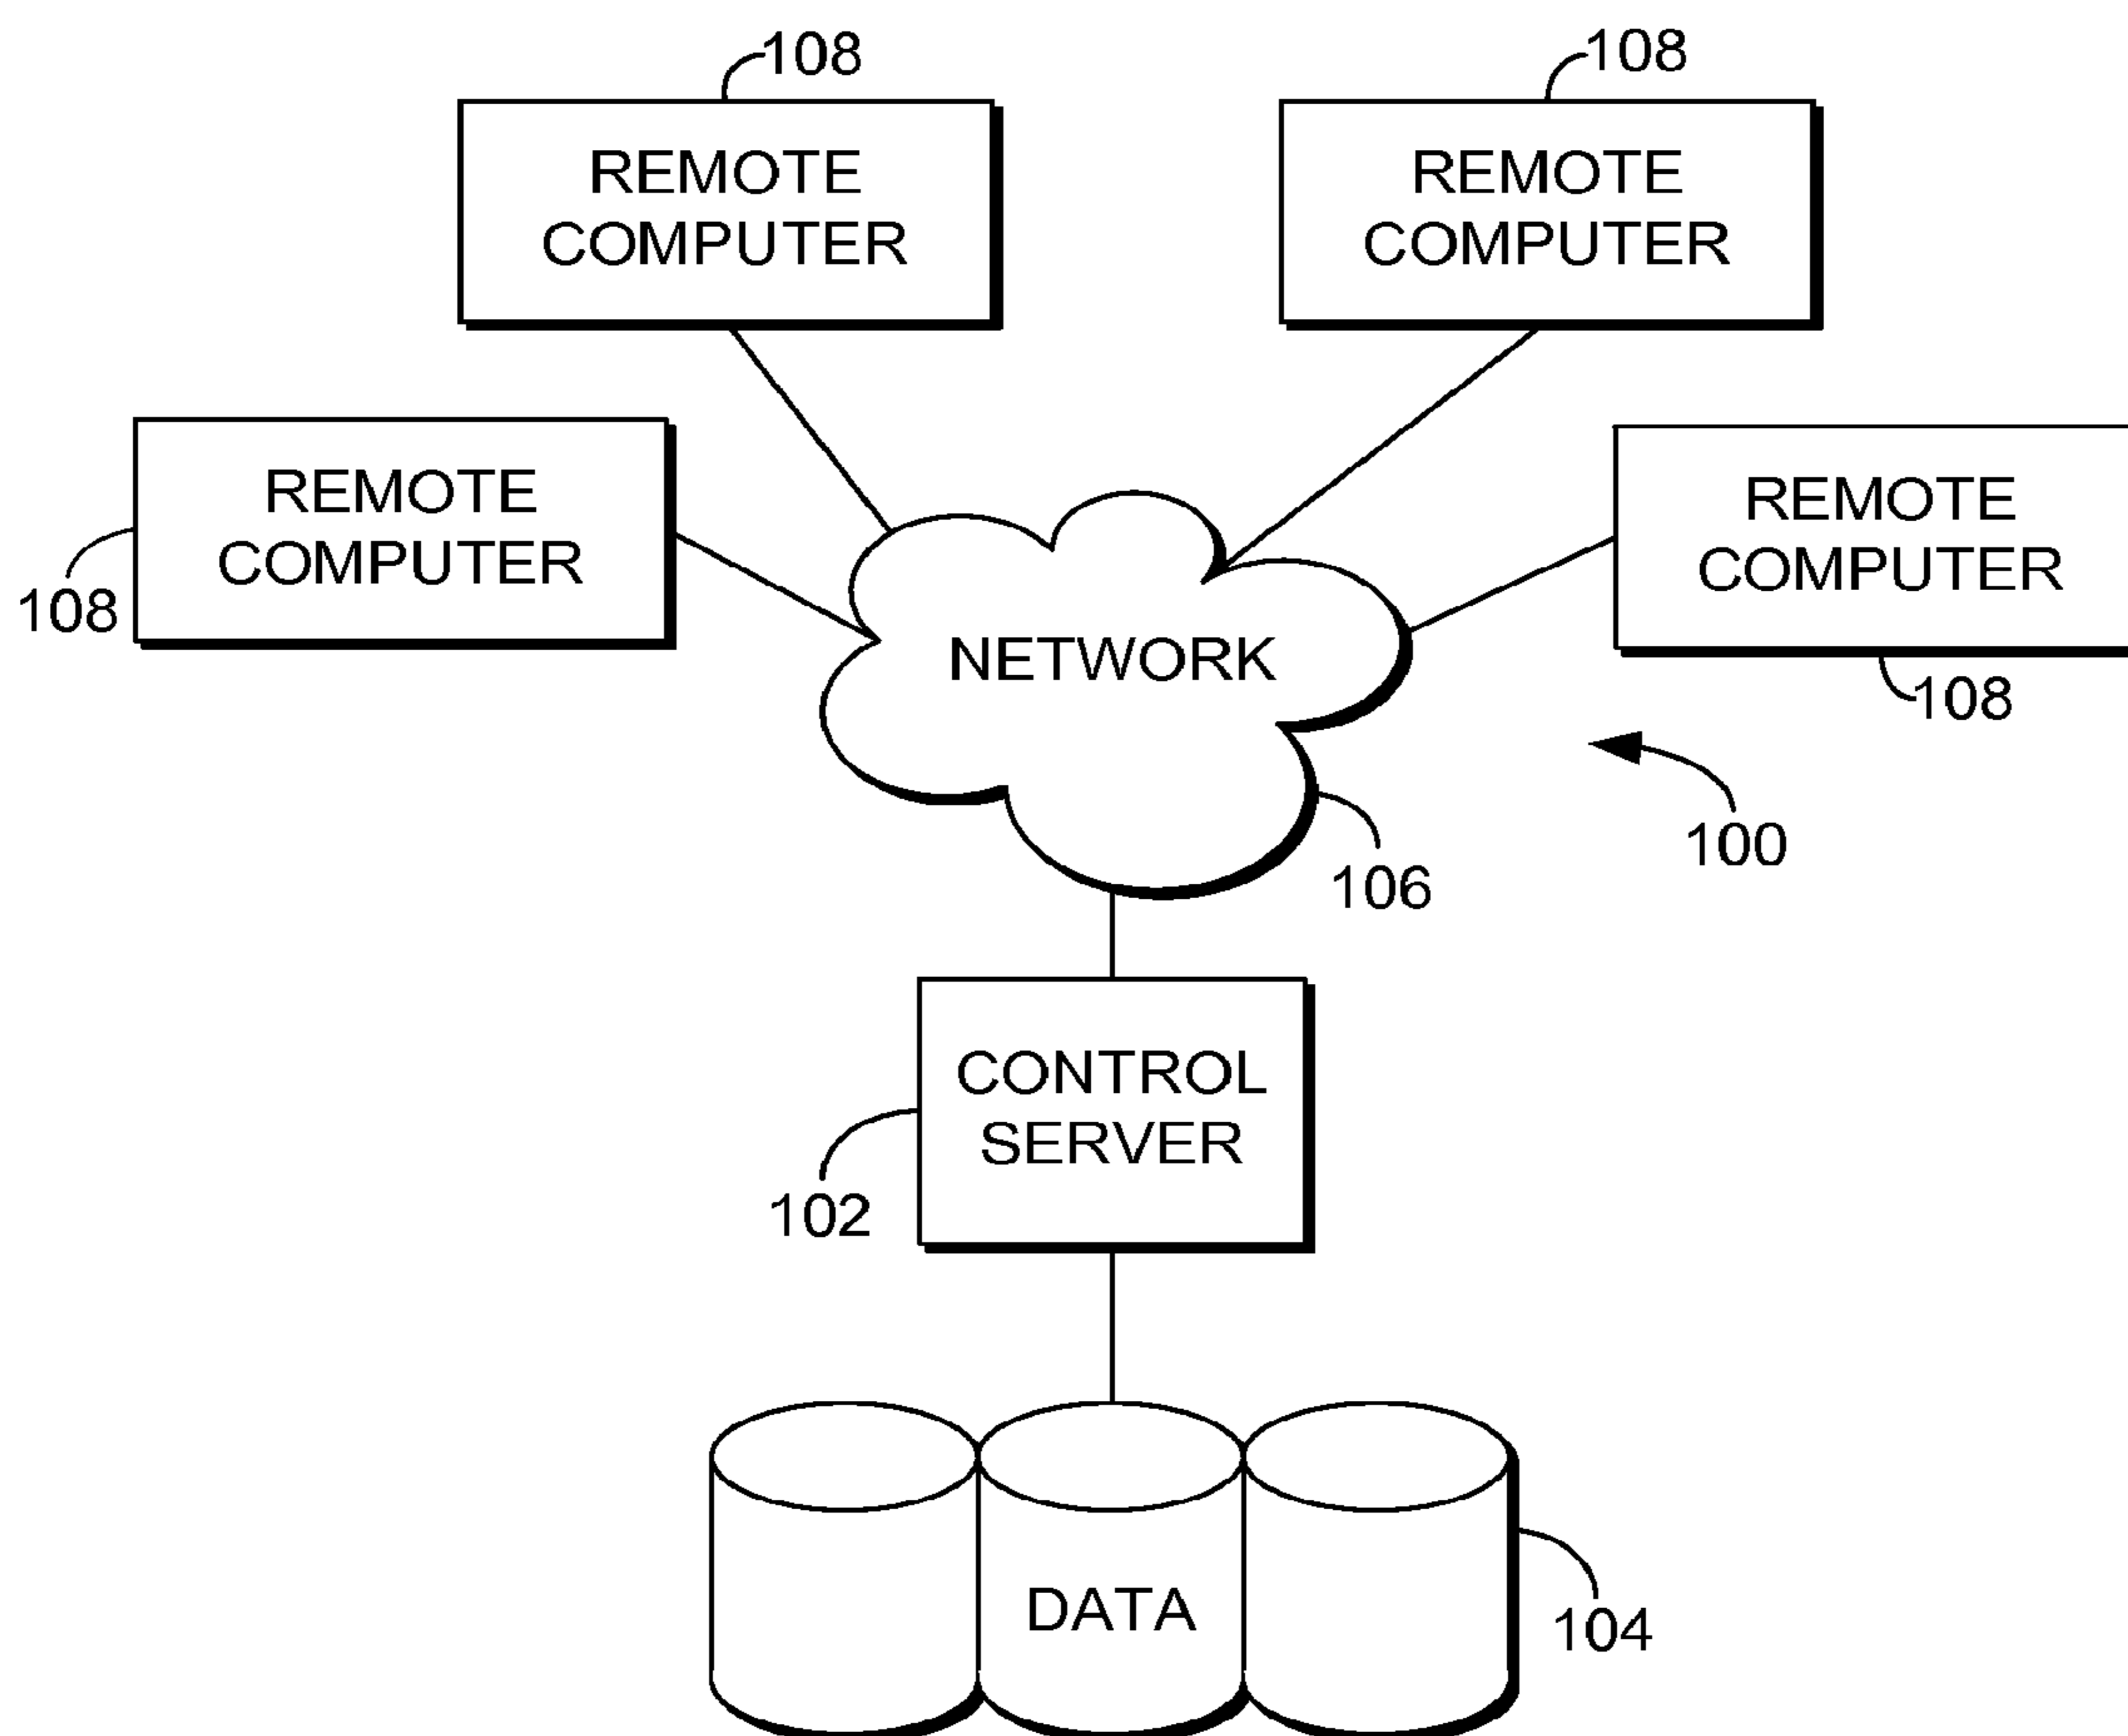 108
108
REMOTE
COMPUTER
REMOTE
COMPUTER
REMOTE
COMPUTER
108
REMOTE
COMPUTER
108
NETWORK
100
106
CONTROL
SERVER
102
DATA
104